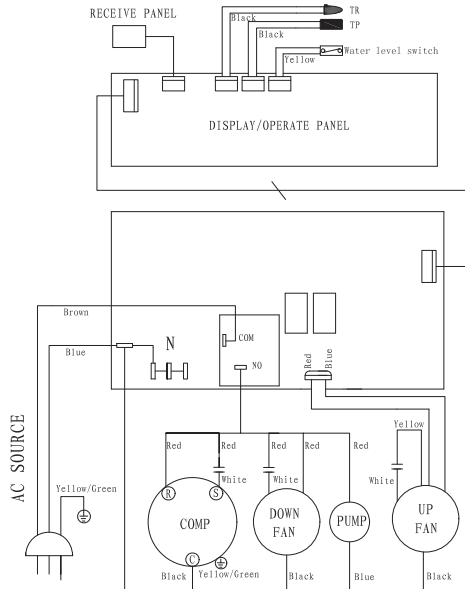 RECEIVE PANEL
TR
Black
TP
Black
Water level switch
Yellow
DISPLAY/OPERATE PANEL
Brown
N
COM
Blue
NO
Red
Blue
AC SOURCE
Yellow/Green
Red
Red
Red
Red
Red
Yellow
White
White
White
R
S
COMP
DOWN
FAN
PUMP
UP
FAN
C
Black
Yellow/Green
Black
Blue
Black